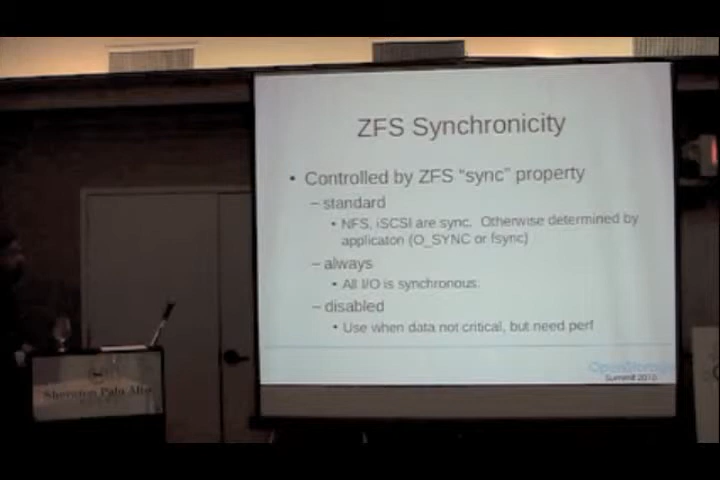 ZFS Synchronicity
• Controlled by ZFS "sync" property
– standard
• NFS, iSCSI are sync. Otherwise determined by
applicaton (O_SYNC or fsync)
– always
• All I/O is synchronous.
– disabled
• Use when data not critical, but need perf
OpenStorage
Summit 2010
Sheraton Palo Alto